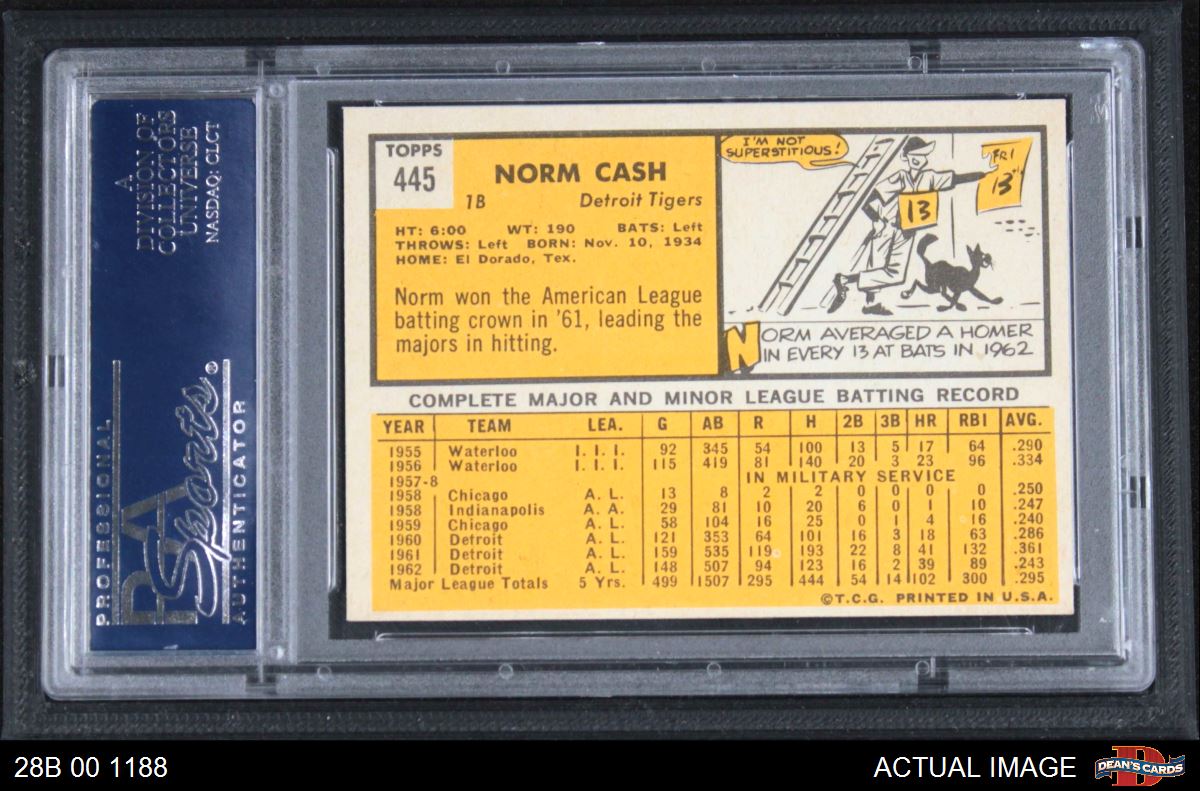 A
DIVISION OF
COLLECTORS
UNIVERSE
NASDAQ: CLCT
PROFESSIONAL
PSA
Sports®
AUTHENTICATOR
TOPPS
445
NORM CASH
1B Detroit Tigers
HT: 6:00 WT: 190 BATS: Left
THROWS: Left BORN: Nov. 10, 1934
HOME: El Dorado, Tex.
Norm won the American League
batting crown in '61, leading the
majors in hitting.
I'M NOT
SUPERSTITIOUS!
FRI
13TH
13
NORM AVERAGED A HOMER
IN EVERY 13 AT BATS IN 1962
COMPLETE MAJOR AND MINOR LEAGUE BATTING RECORD
YEAR TEAM LEA. G AB R H 2B 3B HR RBI AVG.
1955 Waterloo I. I. I. 92 345 54 100 13 5 17 64 .290
1956 Waterloo I. I. I. 115 419 81 140 20 3 23 96 .334
1957-8 IN MILITARY SERVICE
1958 Chicago A. L. 13 8 2 2 0 0 0 0 .250
1958 Indianapolis A. A. 29 81 10 20 6 0 1 10 .247
1959 Chicago A. L. 58 104 16 25 0 1 4 16 .240
1960 Detroit A. L. 121 353 64 101 16 3 18 63 .286
1961 Detroit A. L. 159 535 119 193 22 8 41 132 .361
1962 Detroit A. L. 148 507 94 123 16 2 39 89 .243
Major League Totals 5 Yrs. 499 1507 295 444 54 14 102 300 .295
©T.C.G. PRINTED IN U.S.A.
28B 00 1188
ACTUAL IMAGE
D
DEAN'S CARDS